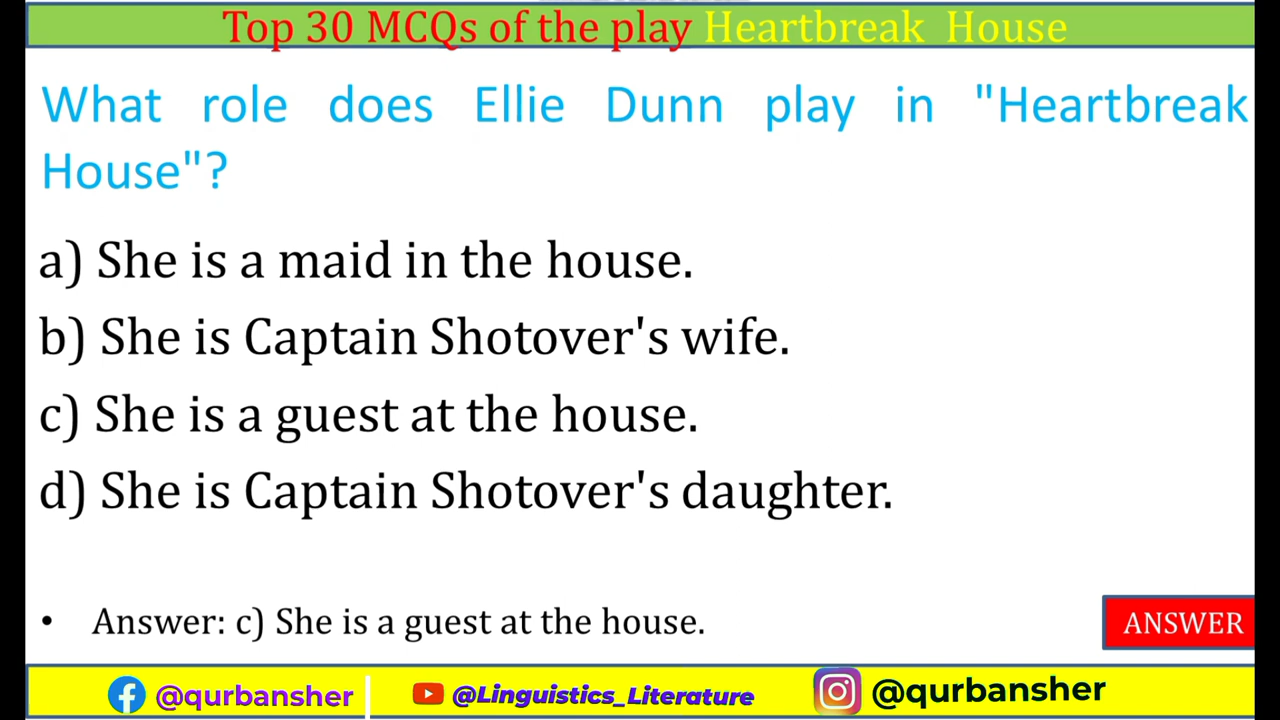 Top 30 MCQs of the play Heartbreak House
What role does Ellie Dunn play in "Heartbreak
House"?
a) She is a maid in the house.
b) She is Captain Shotover's wife.
c) She is a guest at the house.
d) She is Captain Shotover's daughter.
• Answer: c) She is a guest at the house.
ANSWER
@qurbansher @Linguistics_Literature @qurbansher